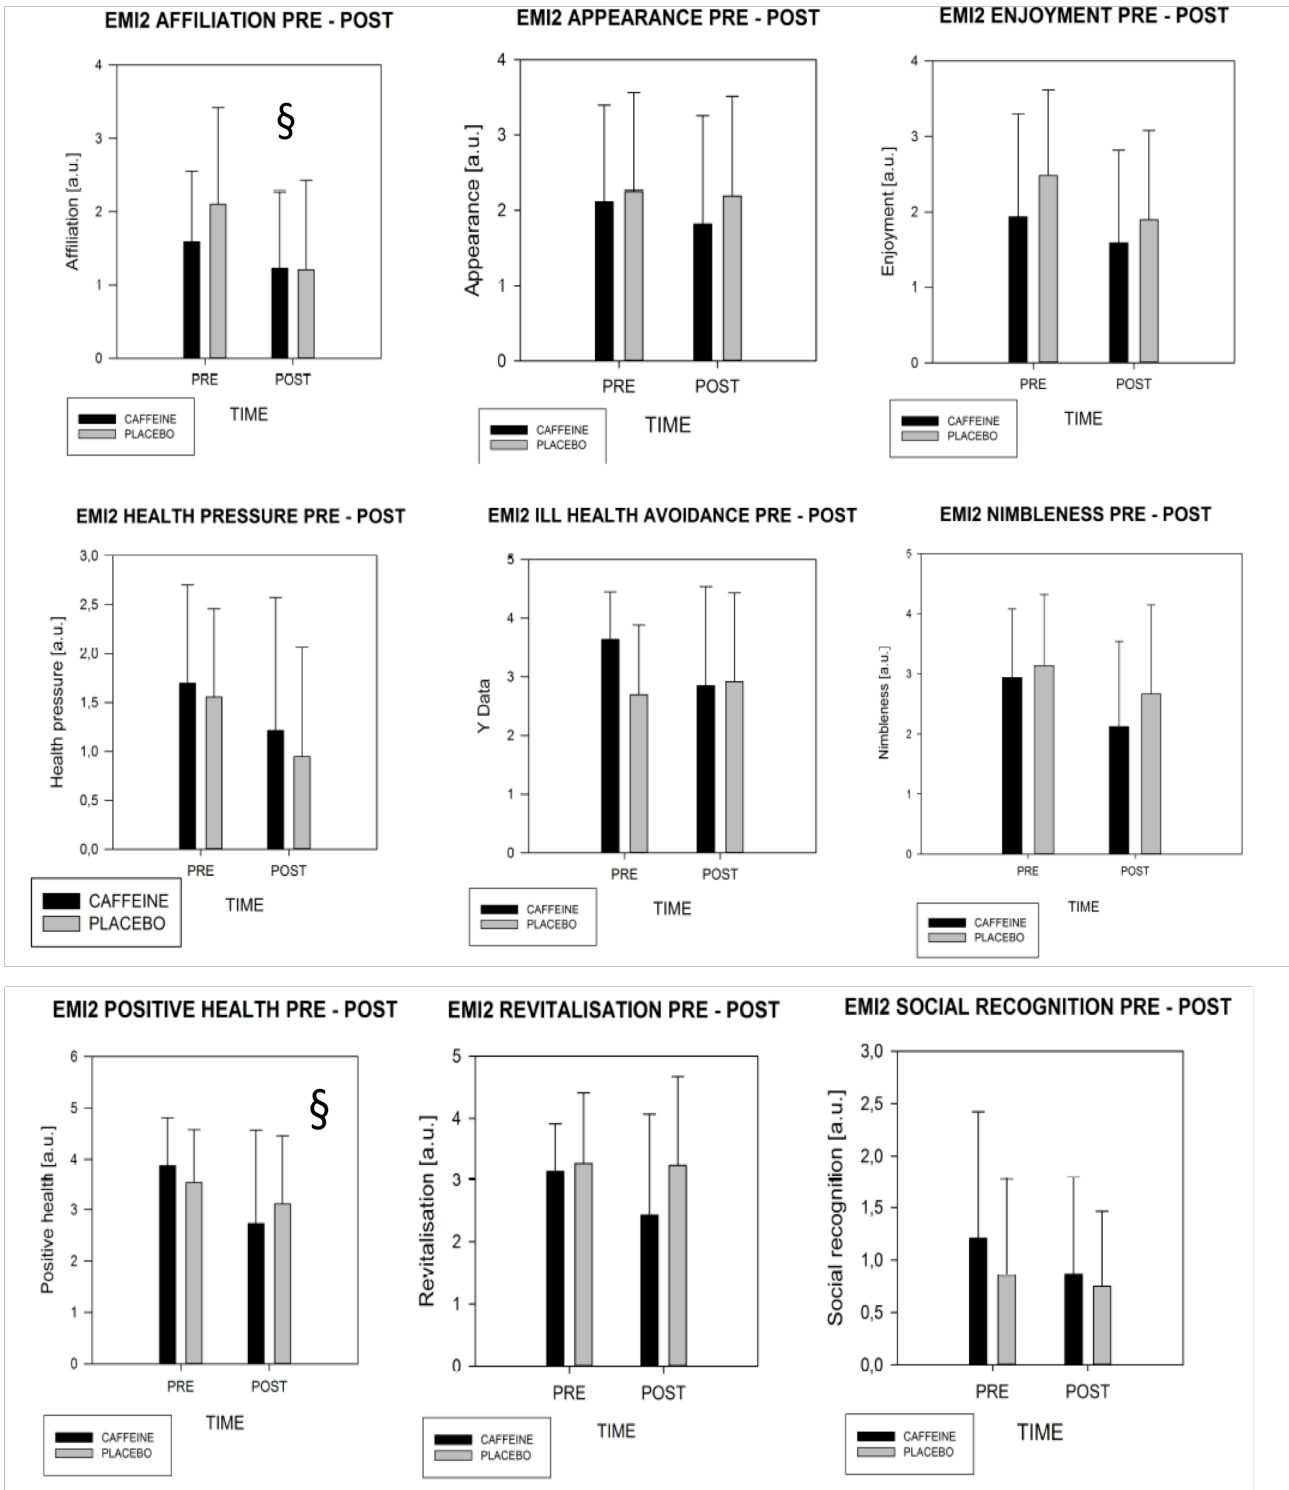 EMI2 AFFILIATION PRE - POST
4
3
2
1
0
Affiliation [a.u.]
§
PRE
POST
TIME
CAFFEINE
PLACEBO
EMI2 APPEARANCE PRE - POST
4
3
2
1
0
Appearance [a.u.]
PRE
POST
TIME
CAFFEINE
PLACEBO
EMI2 ENJOYMENT PRE - POST
4
3
2
1
0
Enjoyment [a.u.]
PRE
POST
TIME
CAFFEINE
PLACEBO
EMI2 HEALTH PRESSURE PRE - POST
3,0
2,5
2,0
1,5
1,0
0,5
0,0
Health pressure [a.u.]
PRE
POST
TIME
CAFFEINE
PLACEBO
EMI2 ILL HEALTH AVOIDANCE PRE - POST
5
4
3
2
1
0
Y Data
PRE
POST
TIME
CAFFEINE
PLACEBO
EMI2 NIMBLENESS PRE - POST
5
4
3
2
1
0
Nimbleness [a.u.]
PRE
POST
TIME
CAFFEINE
PLACEBO
EMI2 POSITIVE HEALTH PRE - POST
6
5
4
3
2
1
0
Positive health [a.u.]
§
PRE
POST
TIME
CAFFEINE
PLACEBO
EMI2 REVITALISATION PRE - POST
5
4
3
2
1
0
Revitalisation [a.u.]
PRE
POST
TIME
CAFFEINE
PLACEBO
EMI2 SOCIAL RECOGNITION PRE - POST
3,0
2,5
2,0
1,5
1,0
0,5
0,0
Social recognition [a.u.]
PRE
POST
TIME
CAFFEINE
PLACEBO